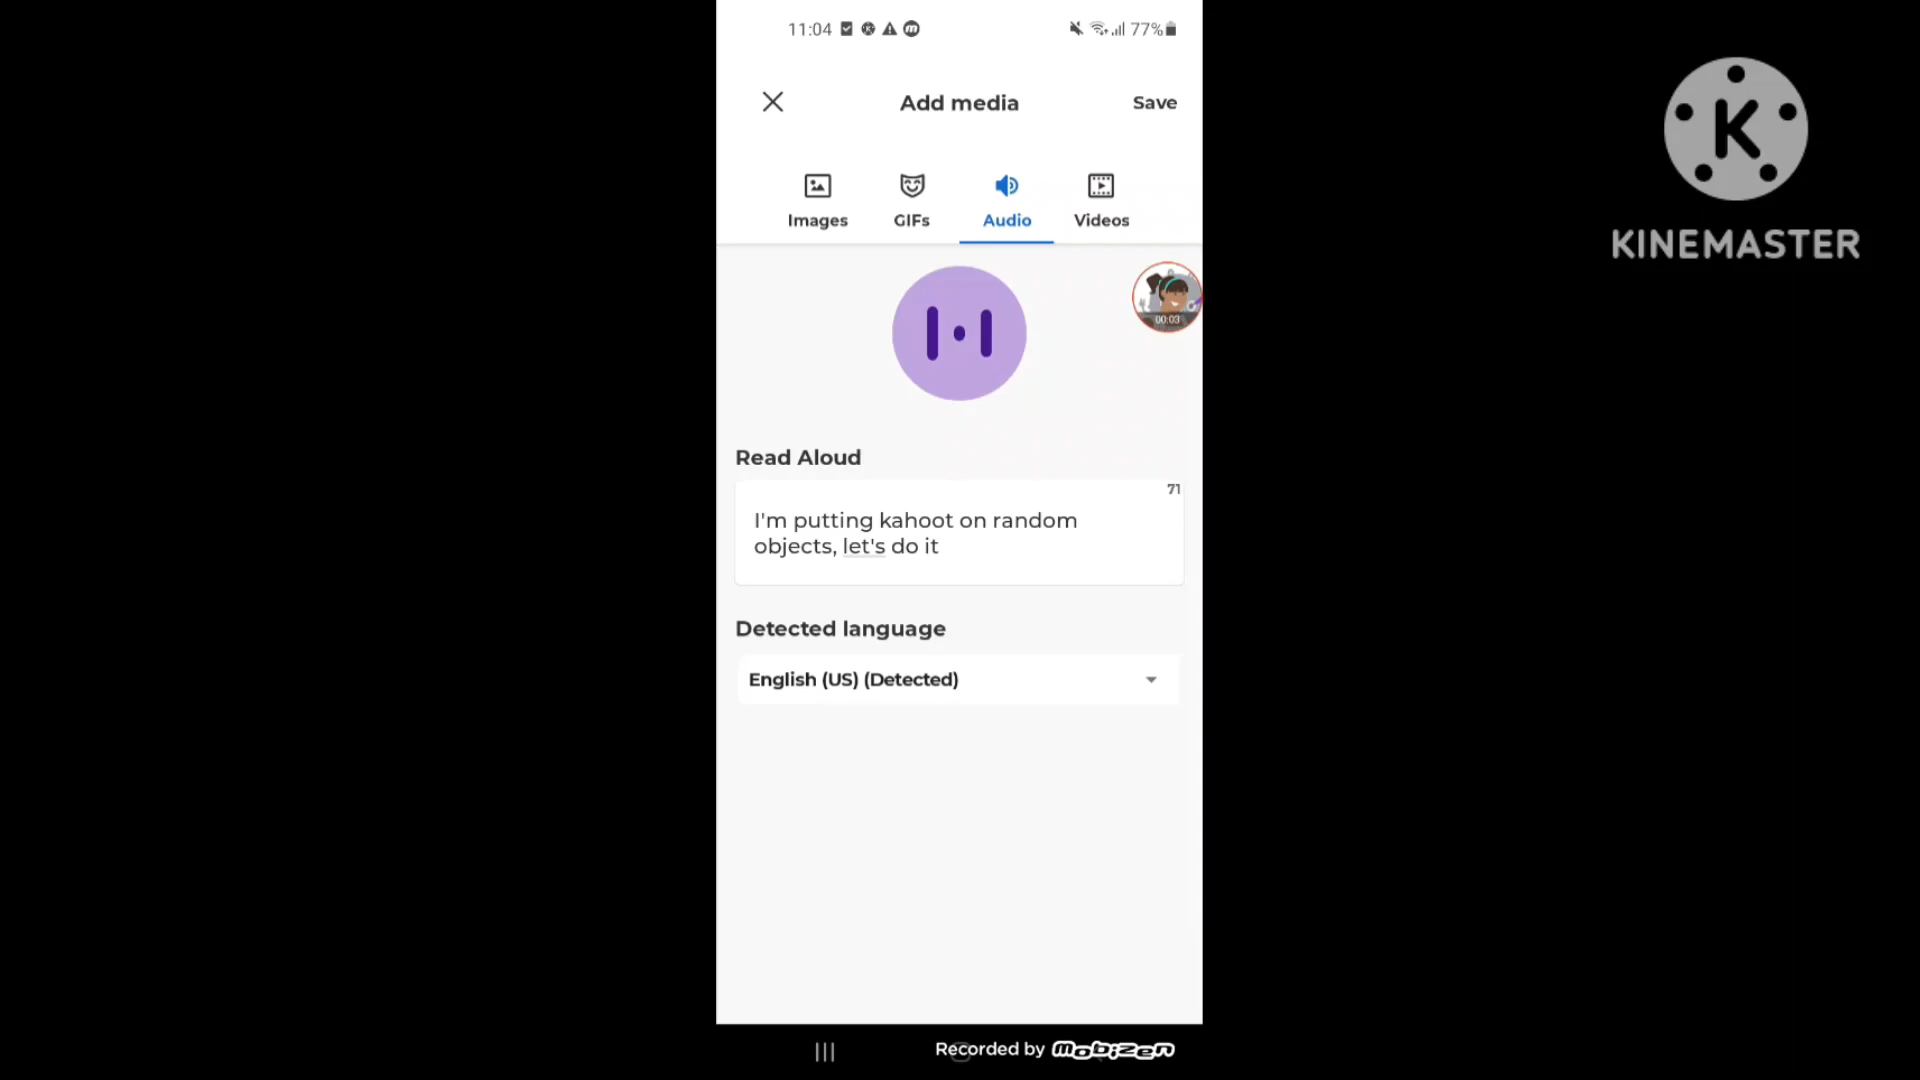 11:04
77%
Add media
Save
Images
GIFs
Audio
Videos
00:03
Read Aloud
71
I'm putting kahoot on random
objects, let's do it
Detected language
English (US) (Detected)
Recorded by mobizen
K
KINEMASTER